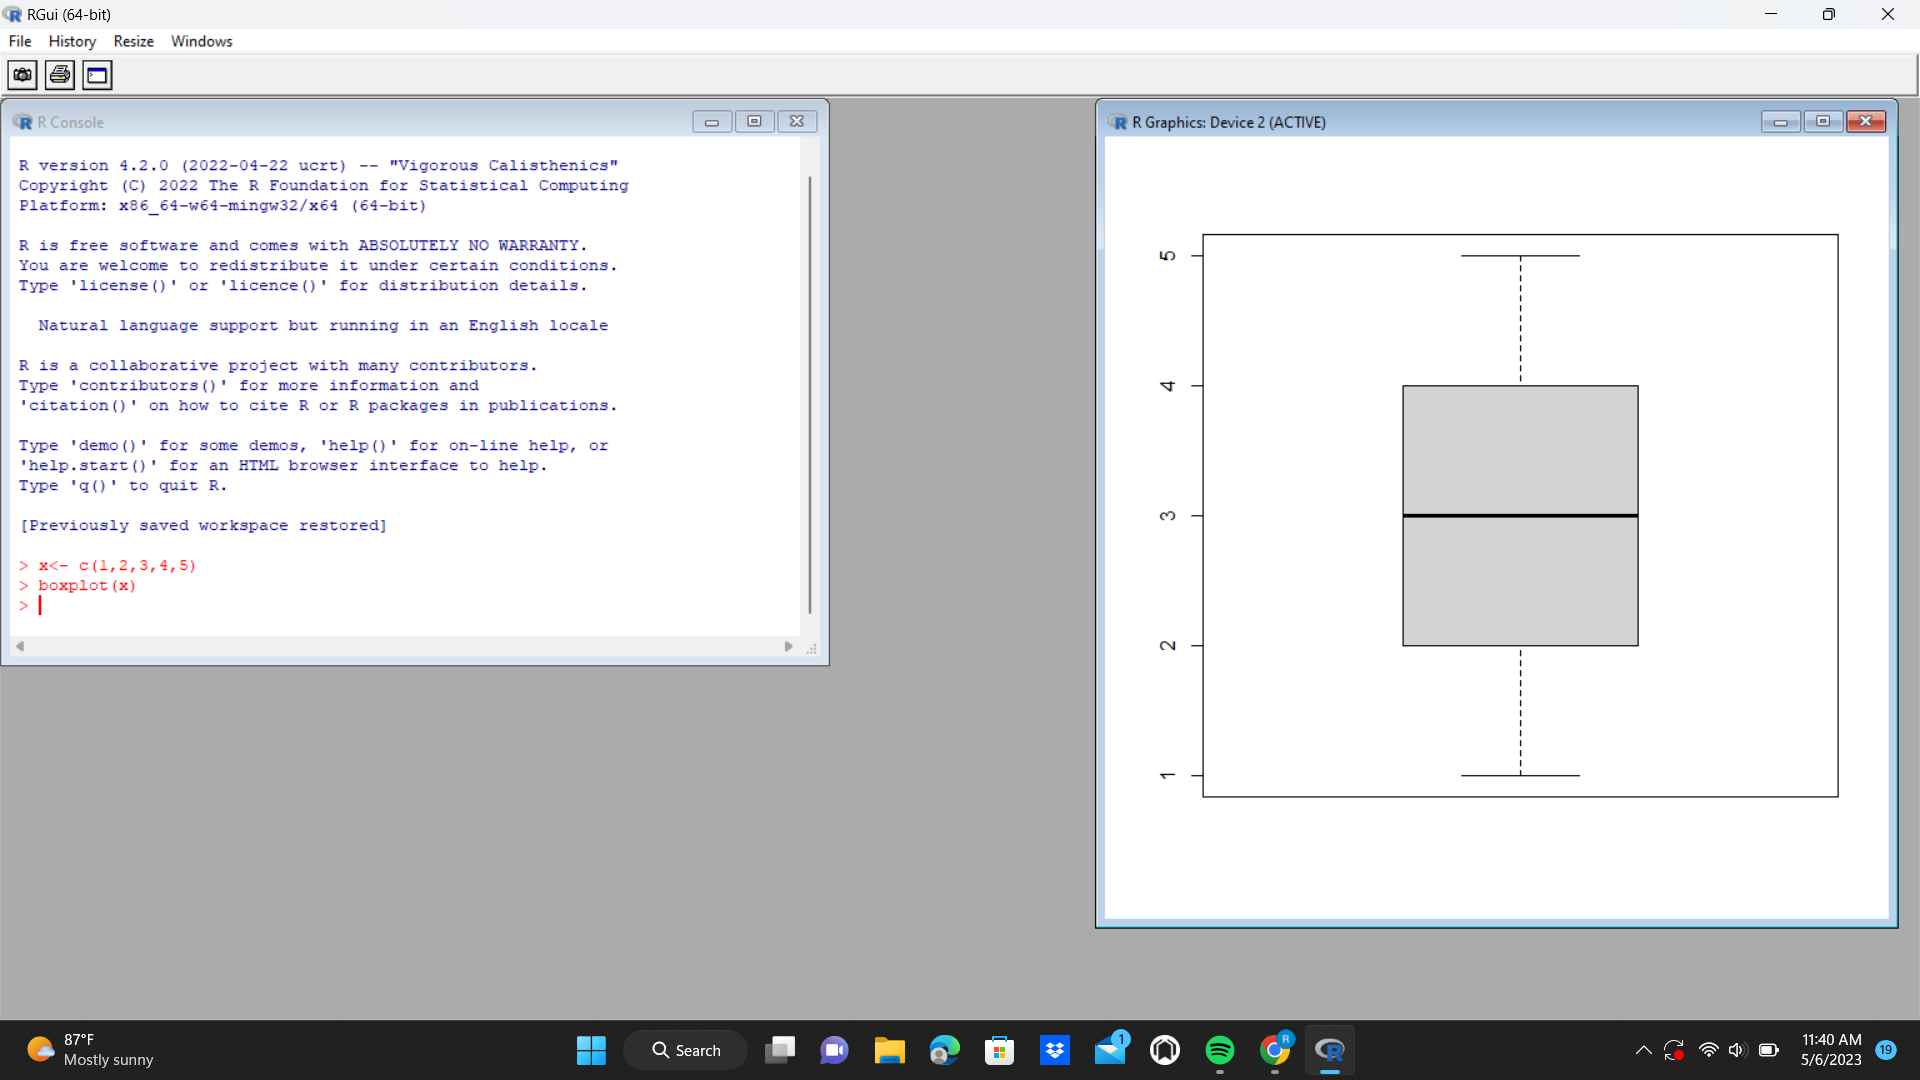 RGui (64-bit)
File History Resize Windows
R Console
R version 4.2.0 (2022-04-22 ucrt) -- "Vigorous Calisthenics"
Copyright (C) 2022 The R Foundation for Statistical Computing
Platform: x86_64-w64-mingw32/x64 (64-bit)
R is free software and comes with ABSOLUTELY NO WARRANTY.
You are welcome to redistribute it under certain conditions.
Type 'license()' or 'licence()' for distribution details.
Natural language support but running in an English locale
R is a collaborative project with many contributors.
Type 'contributors()' for more information and
'citation()' on how to cite R or R packages in publications.
Type 'demo()' for some demos, 'help()' for on-line help, or
'help.start()' for an HTML browser interface to help.
Type 'q()' to quit R.
[Previously saved workspace restored]
> x<- c(1,2,3,4,5)
> boxplot(x)
>
R Graphics: Device 2 (ACTIVE)
5
4
3
2
1
87°F
Mostly sunny
Search
1
R
11:40 AM
5/6/2023
19